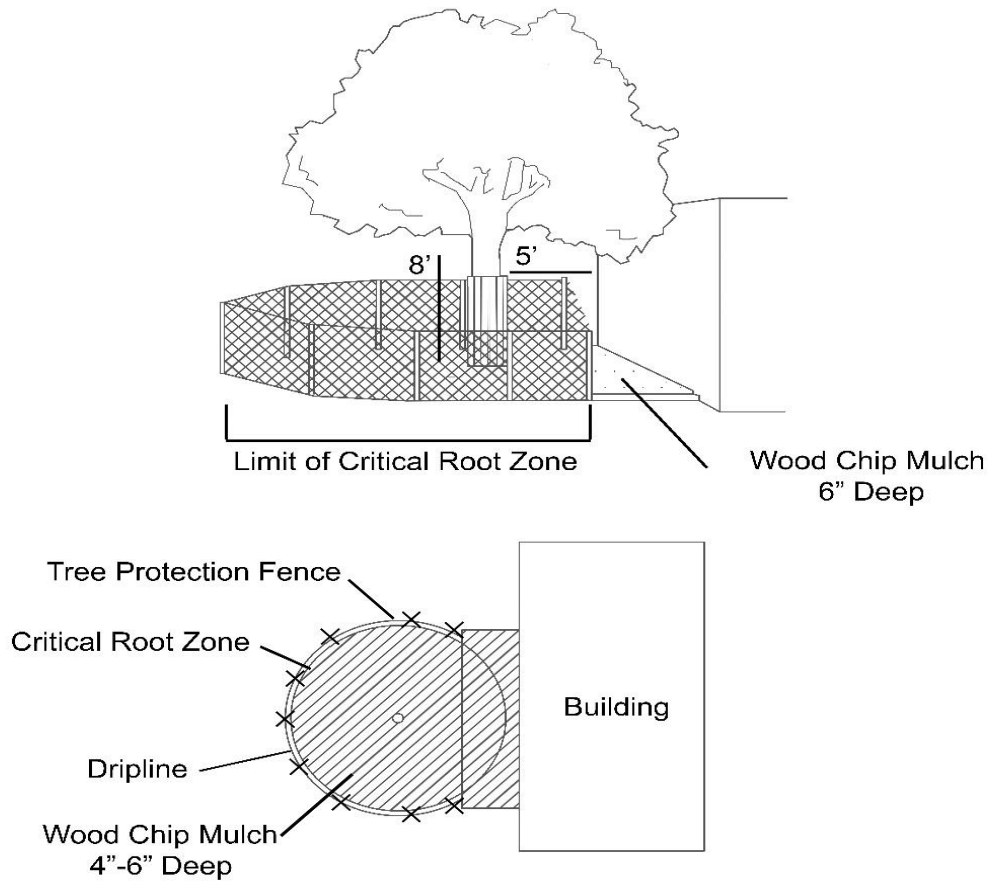 8’
5’
Limit of Critical Root Zone
Wood Chip Mulch
6” Deep
Tree Protection Fence
Critical Root Zone
Building
Dripline
Wood Chip Mulch
4”-6” Deep